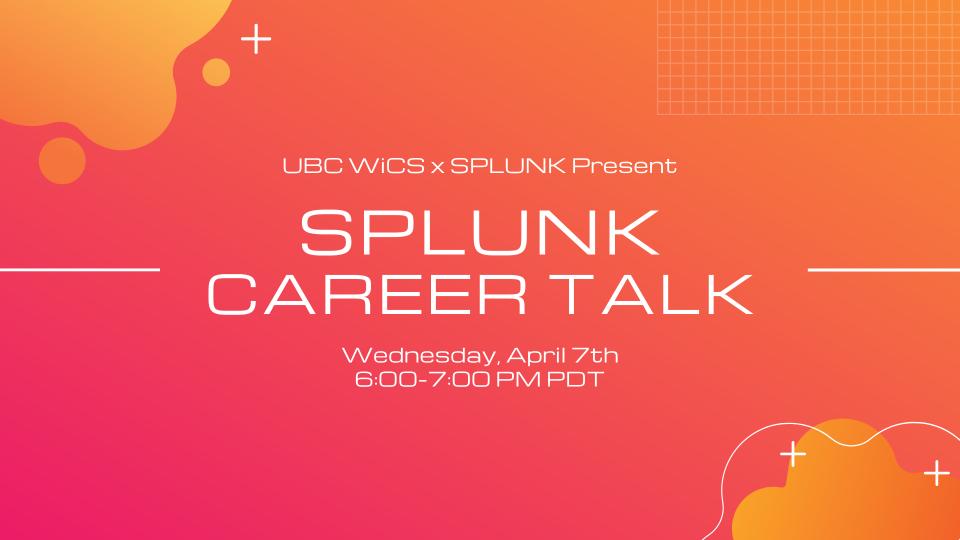 UBC WiCS x SPLUNK Present
SPLUNK
CAREER TALK
Wednesday, April 7th
6:00-7:00 PM PDT